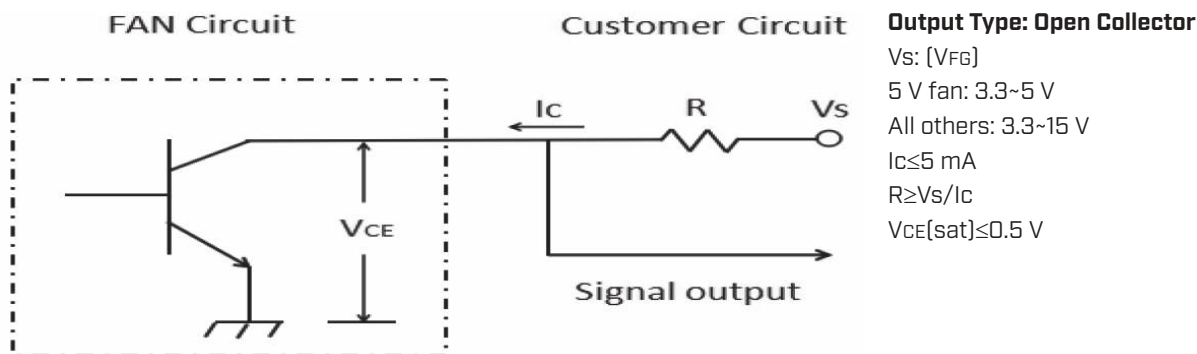 FAN Circuit
Customer Circuit
Ic
R
Vs
VCE
Signal output
Output Type: Open Collector
Vs: (VFG)
5 V fan: 3.3~5 V
All others: 3.3~15 V
Ic≤5 mA
R≥Vs/Ic
VCE(sat)≤0.5 V